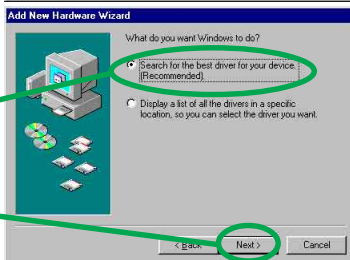 Add New Hardware Wizard
What do you want Windows to do?
Search for the best driver for your device.
(Recommended).
Display a list of all the drivers in a specific
location, so you can select the driver you want.
< Back
Next >
Cancel